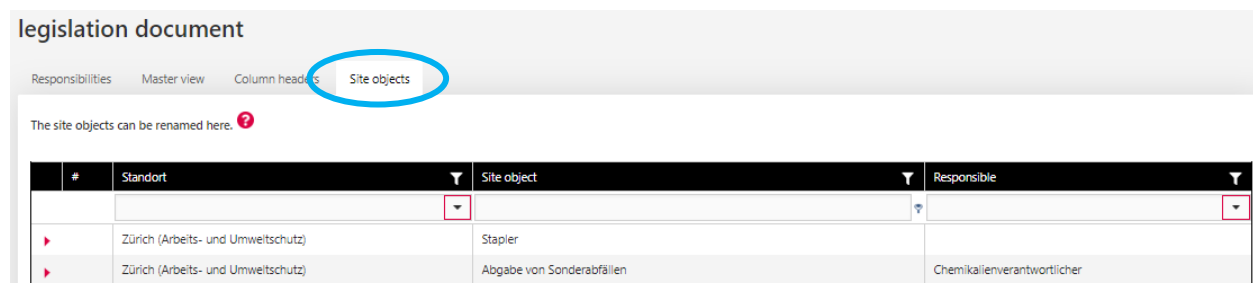 legislation document
Responsibilities Master view Column headers Site objects
The site objects can be renamed here. ?
# Standort Site object Responsible
Zürich (Arbeits- und Umweltschutz) Stapler
Zürich (Arbeits- und Umweltschutz) Abgabe von Sonderabfällen Chemikalienverantwortlicher